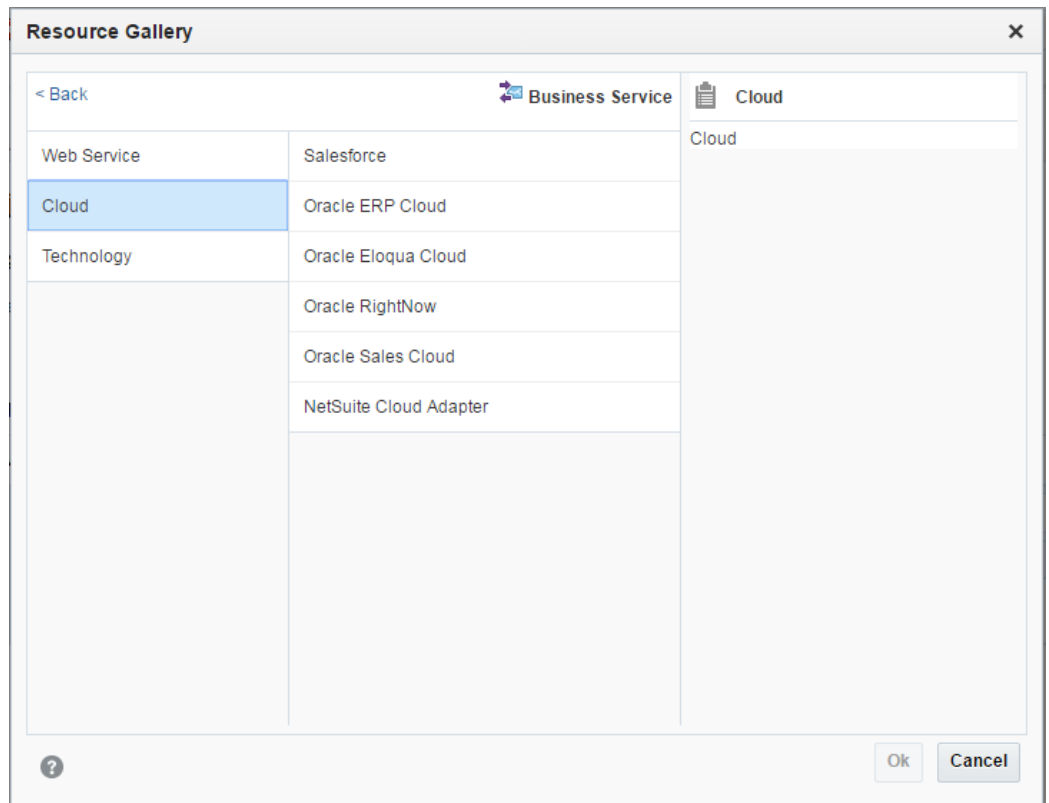 Resource Gallery
< Back
Business Service
Cloud
Cloud
Web Service
Cloud
Technology
Salesforce
Oracle ERP Cloud
Oracle Eloqua Cloud
Oracle RightNow
Oracle Sales Cloud
NetSuite Cloud Adapter
Ok
Cancel